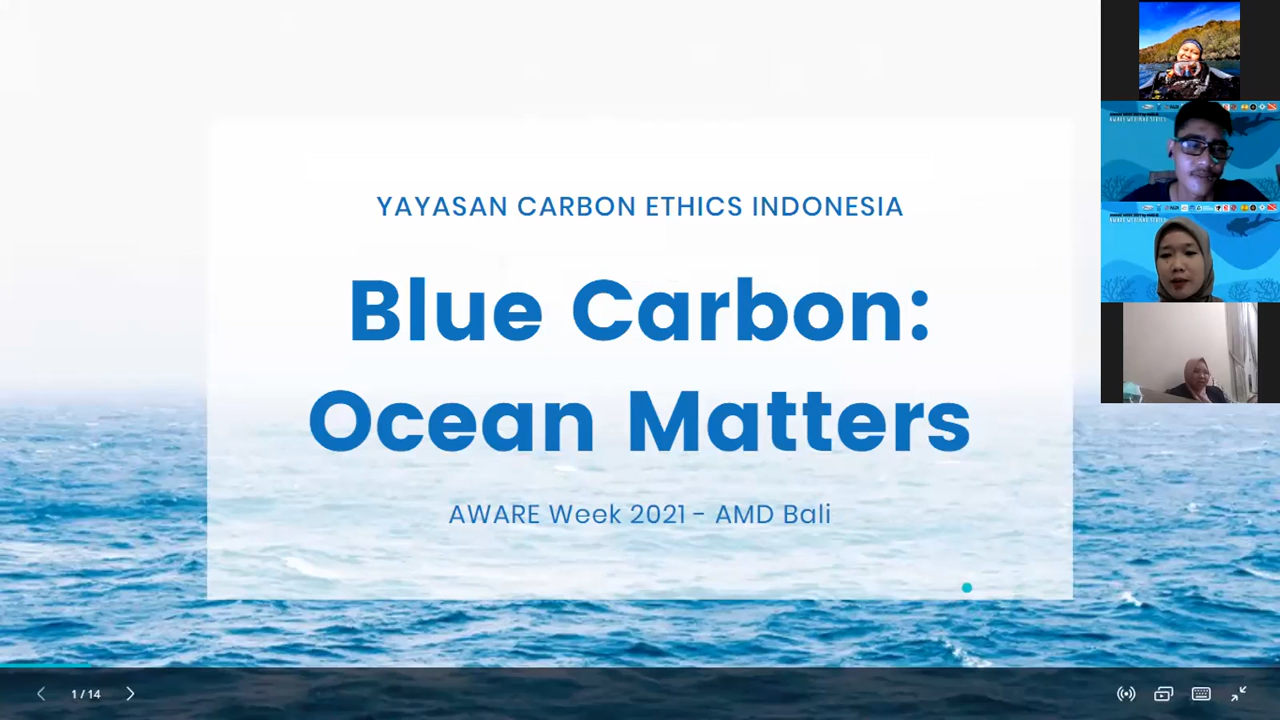 YAYASAN CARBON ETHICS INDONESIA
Blue Carbon:
Ocean Matters
AWARE Week 2021 - AMD Bali
1 / 14